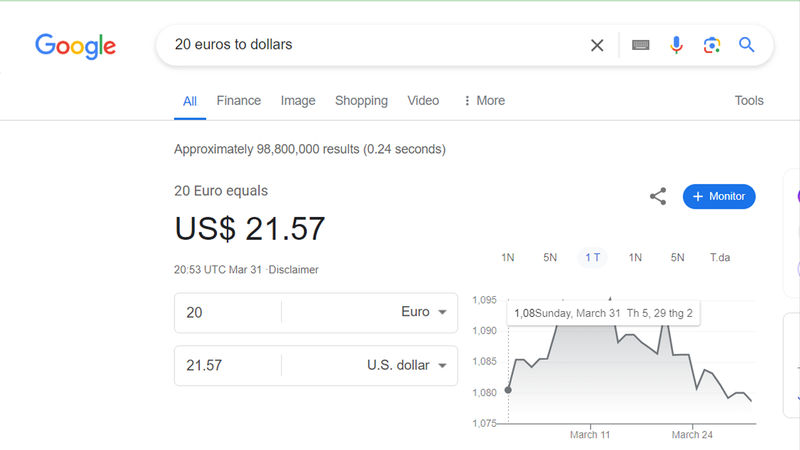 Google
20 euros to dollars
All Finance Image Shopping Video More Tools
Approximately 98,800,000 results (0.24 seconds)
20 Euro equals
US$ 21.57
20:53 UTC Mar 31 · Disclaimer
+ Monitor
20 Euro
21.57 U.S. dollar
1N 5N 1 T 1N 5N T.da
1,095
1,08Sunday, March 31 Th 5, 29 thg 2
1,090
1,085
1,080
1,075
March 11 March 24